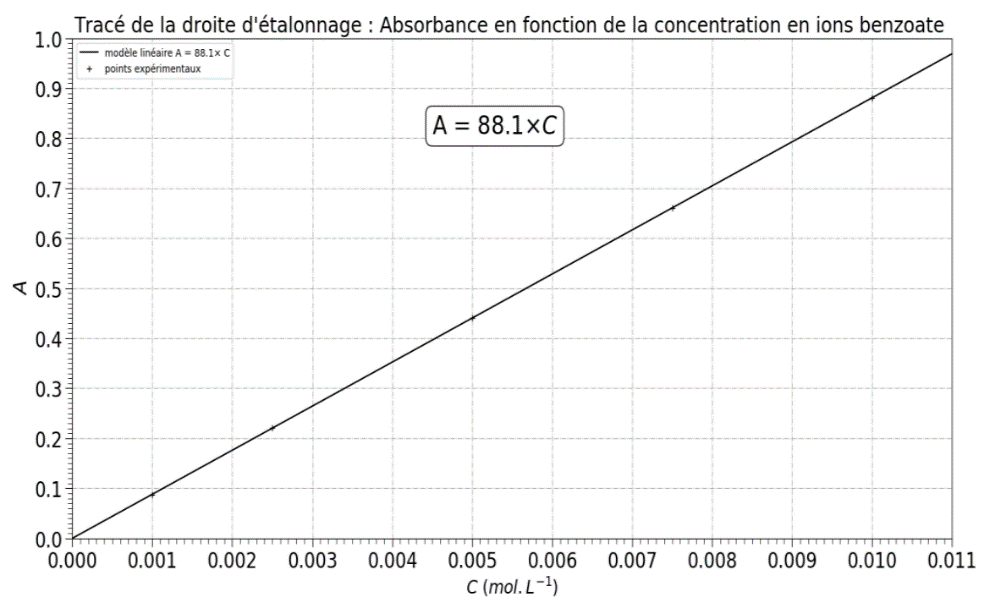 Tracé de la droite d'étalonnage : Absorbance en fonction de la concentration en ions benzoate
1.0
modèle linéaire A = 88.1× C
points expérimentaux
0.9
A = 88.1×C
0.8
0.7
0.6
A
0.5
0.4
0.3
0.2
0.1
0.0
0.000 0.001 0.002 0.003 0.004 0.005 0.006 0.007 0.008 0.009 0.010 0.011
C (mol. L⁻¹)